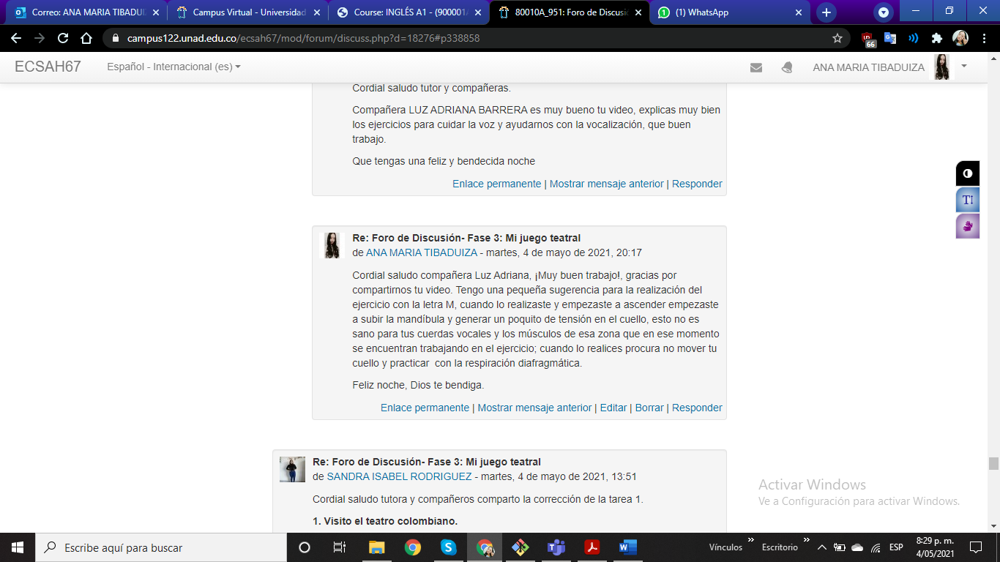 Correo: ANA MARIA TIBADUI
Campus Virtual - Universidad
Course: INGLÉS A1 - (900001A
80010A_951: Foro de Discusi
(1) WhatsApp
campus122.unad.edu.co/ecsah67/mod/forum/discuss.php?d=18276#p338858
66
ECSAH67
Español - Internacional (es)
ANA MARIA TIBADUIZA
Cordial saludo tutor y compañeras.
Compañera LUZ ADRIANA BARRERA es muy bueno tu video, explicas muy bien
los ejercicios para cuidar la voz y ayudarnos con la vocalización, que buen
trabajo.
Que tengas una feliz y bendecida noche
Enlace permanente | Mostrar mensaje anterior | Responder
Re: Foro de Discusión- Fase 3: Mi juego teatral
de ANA MARIA TIBADUIZA - martes, 4 de mayo de 2021, 20:17
Cordial saludo compañera Luz Adriana, ¡Muy buen trabajo!, gracias por
compartirnos tu video. Tengo una pequeña sugerencia para la realización del
ejercicio con la letra M, cuando lo realizaste y empezaste a ascender empezaste
a subir la mandíbula y generar un poquito de tensión en el cuello, esto no es
sano para tus cuerdas vocales y los músculos de esa zona que en ese momento
se encuentran trabajando en el ejercicio; cuando lo realices procura no mover tu
cuello y practicar  con la respiración diafragmática.
Feliz noche, Dios te bendiga.
Enlace permanente | Mostrar mensaje anterior | Editar | Borrar | Responder
Re: Foro de Discusión- Fase 3: Mi juego teatral
de SANDRA ISABEL RODRIGUEZ - martes, 4 de mayo de 2021, 13:51
Cordial saludo tutora y compañeros comparto la corrección de la tarea 1.
1. Visito el teatro colombiano.
Activar Windows
Ve a Configuración para activar Windows.
Escribe aquí para buscar
Vínculos
Escritorio
ESP
8:29 p. m.
4/05/2021